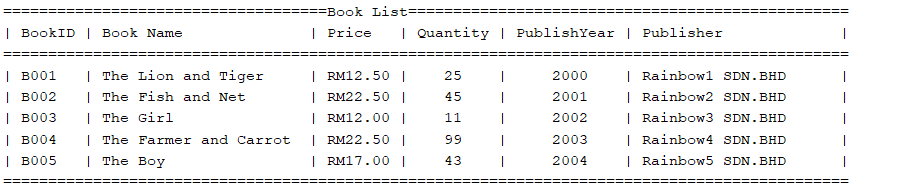 ====================================Book List=================================================
| BookID | Book Name              | Price   | Quantity | PublishYear | Publisher             |
==============================================================================================
| B001   | The Lion and Tiger     | RM12.50 |    25    |     2000    | Rainbow1 SDN.BHD      |
| B002   | The Fish and Net       | RM22.50 |    45    |     2001    | Rainbow2 SDN.BHD      |
| B003   | The Girl               | RM12.00 |    11    |     2002    | Rainbow3 SDN.BHD      |
| B004   | The Farmer and Carrot  | RM22.50 |    99    |     2003    | Rainbow4 SDN.BHD      |
| B005   | The Boy                | RM17.00 |    43    |     2004    | Rainbow5 SDN.BHD      |
==============================================================================================